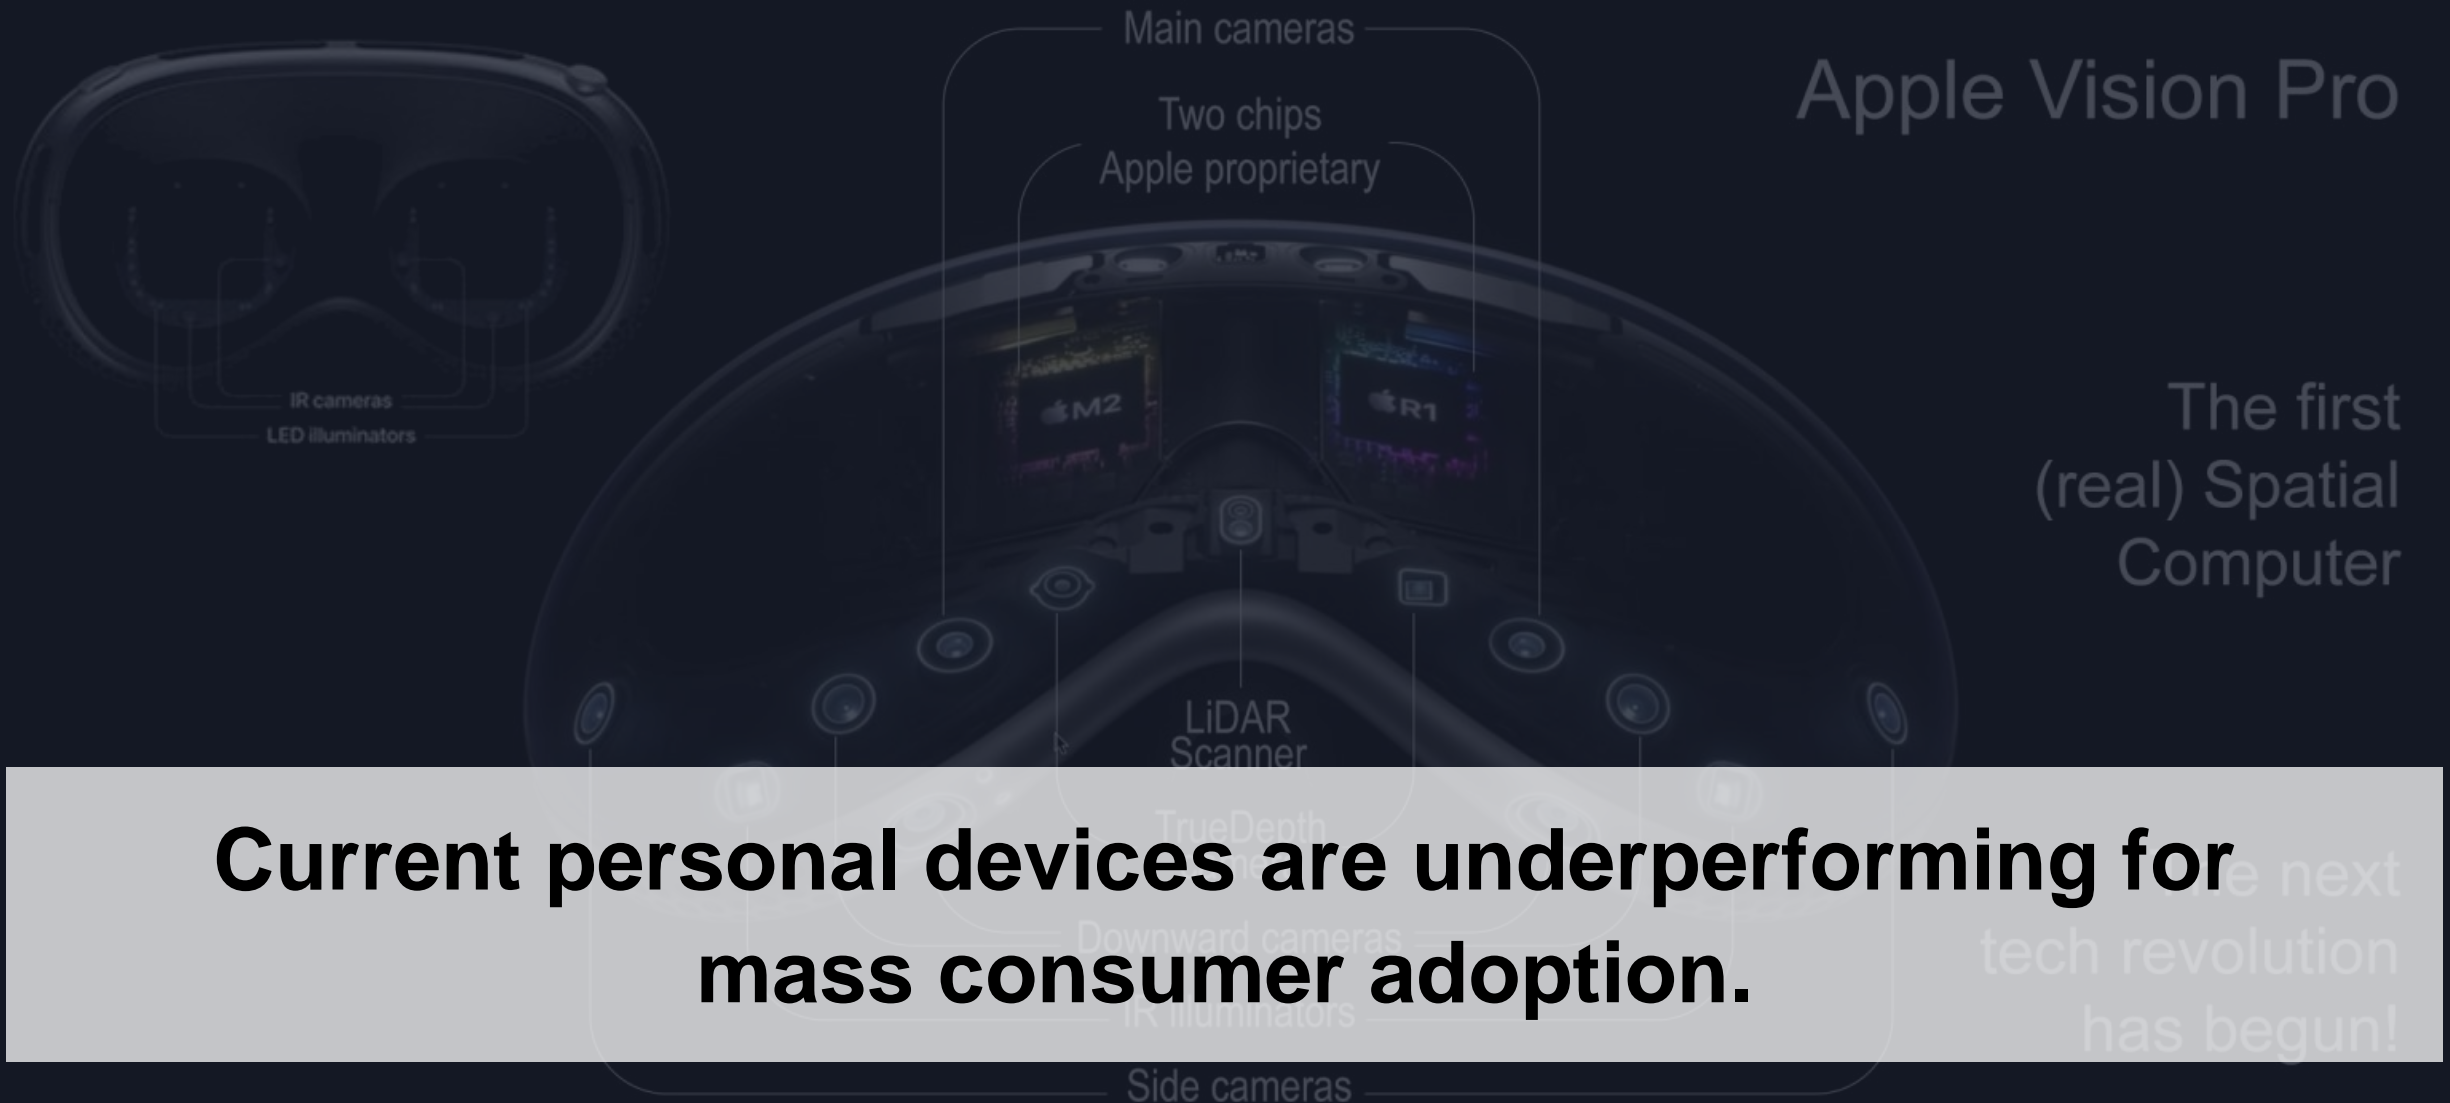 Main cameras
Two chips
Apple proprietary
Apple Vision Pro
M2
R1
IR cameras
LED illuminators
The first
(real) Spatial
Computer
LiDAR
Scanner
TrueDepth
Current personal devices are underperforming for
mass consumer adoption.
next
tech revolution
has begun!
Downward cameras
IR illuminators
Side cameras